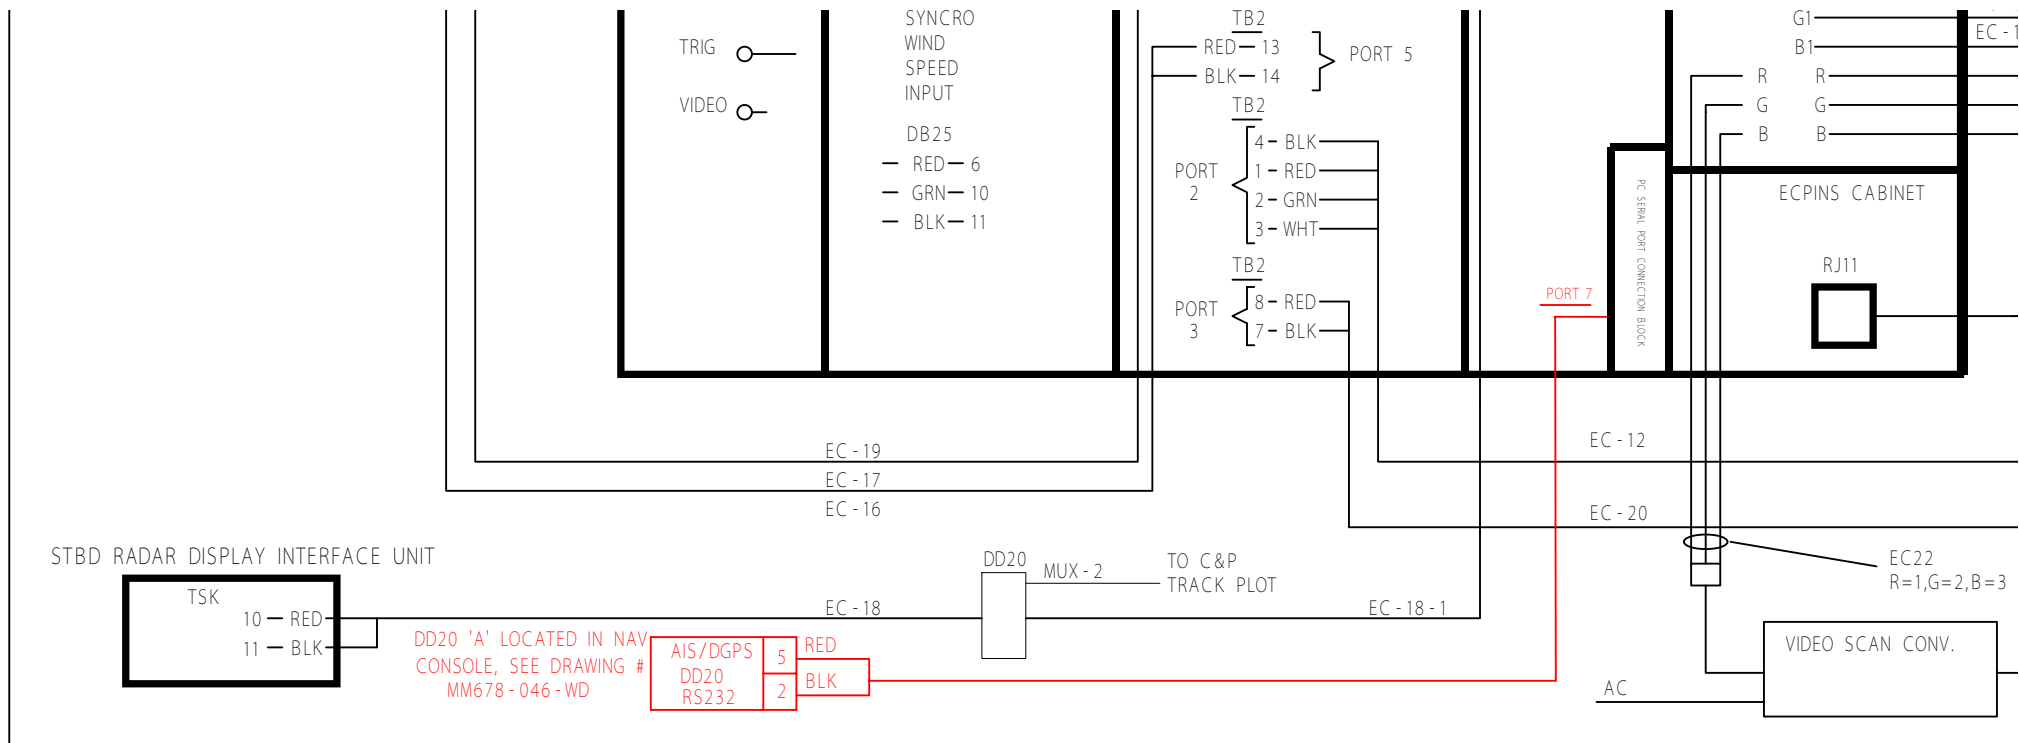 TRIG
VIDEO
SYNCRO
WIND
SPEED
INPUT
DB25
RED 6
GRN 10
BLK 11
TB2
RED 13
BLK 14
PORT 5
TB2
PORT
2
4 - BLK
1 - RED
2 - GRN
3 - WHT
TB2
PORT
3
8 - RED
7 - BLK
PORT 7
PC SERIAL PORT CONNECTION BLOCK
G1
B1
R R
G G
B B
ECPINS CABINET
RJ11
EC-19
EC-17
EC-16
EC-12
EC-20
EC22
R=1,G=2,B=3
STBD RADAR DISPLAY INTERFACE UNIT
TSK
10 RED
11 BLK
EC-18
DD20
MUX-2
TO C&P
TRACK PLOT
EC-18-1
DD20 'A' LOCATED IN NAV
CONSOLE, SEE DRAWING #
MM678-046-WD
AIS/DGPS
DD20
RS232
5 RED
2 BLK
VIDEO SCAN CONV.
AC